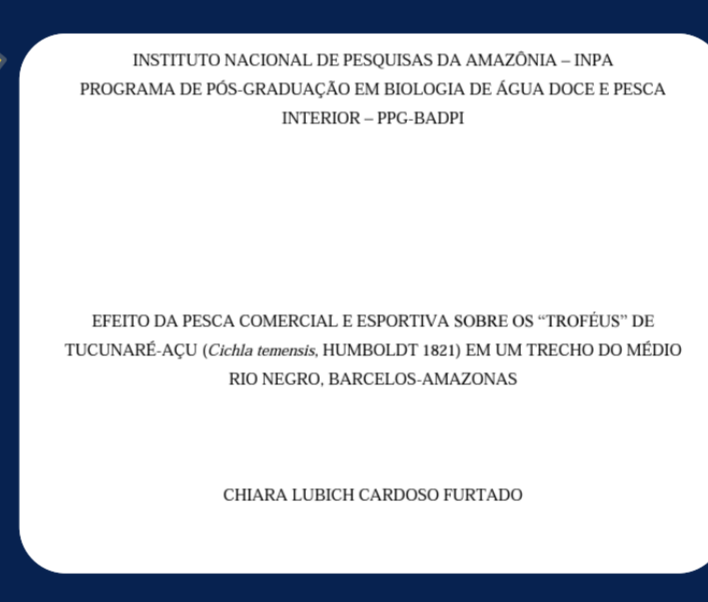 INSTITUTO NACIONAL DE PESQUISAS DA AMAZÔNIA – INPA
PROGRAMA DE PÓS-GRADUAÇÃO EM BIOLOGIA DE ÁGUA DOCE E PESCA
INTERIOR – PPG-BADPI
EFEITO DA PESCA COMERCIAL E ESPORTIVA SOBRE OS “TROFÉUS” DE
TUCUNARÉ-AÇU (Cichla temensis, HUMBOLDT 1821) EM UM TRECHO DO MÉDIO
RIO NEGRO, BARCELOS-AMAZONAS
CHIARA LUBICH CARDOSO FURTADO